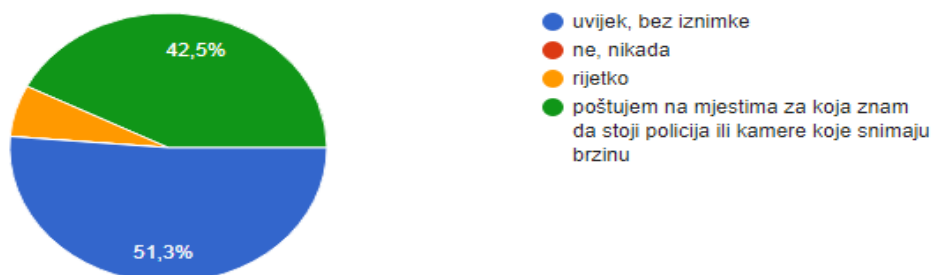 42,5%
51,3%
uvijek, bez iznimke
ne, nikada
rijetko
poštujem na mjestima za koja znam
da stoji policija ili kamere koje snimaju
brzinu